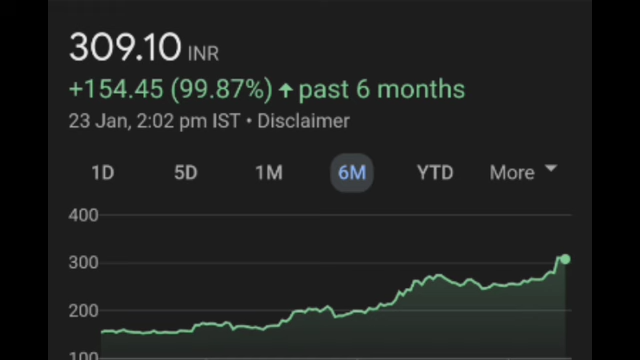 309.10 INR
+154.45 (99.87%) ↑ past 6 months
23 Jan, 2:02 pm IST • Disclaimer
1D 5D 1M 6M YTD More
400
300
200
100